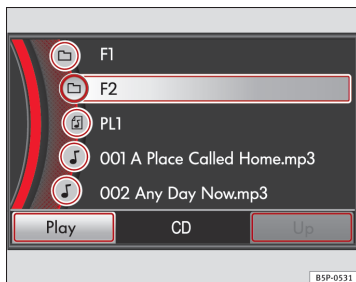 F1
F2
PL1
001 A Place Called Home.mp3
002 Any Day Now.mp3
Play CD Up
B5P-0531